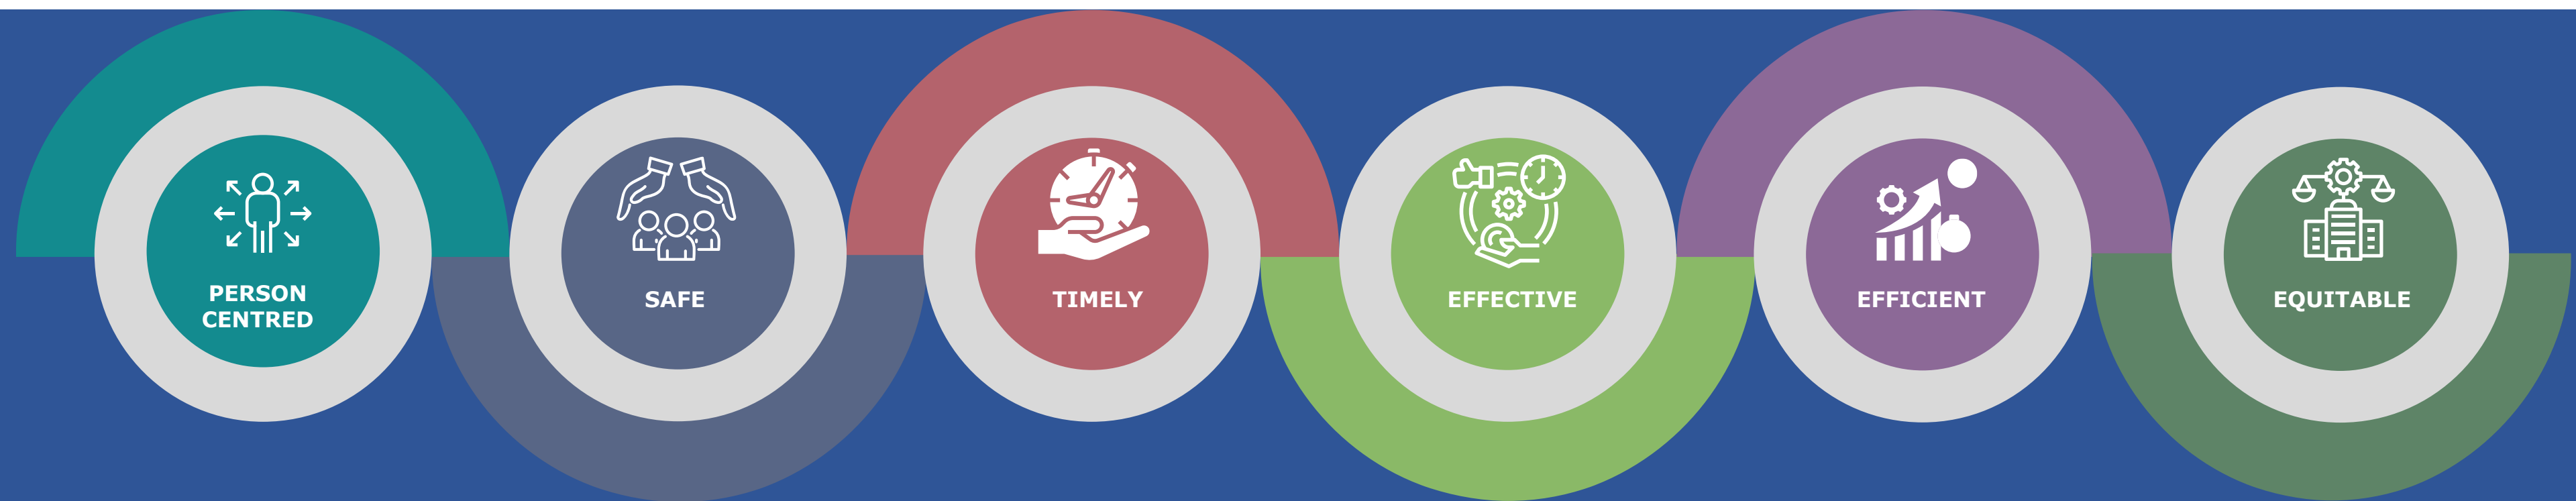 PERSON
CENTRED
SAFE
TIMELY
EFFECTIVE
EFFICIENT
EQUITABLE